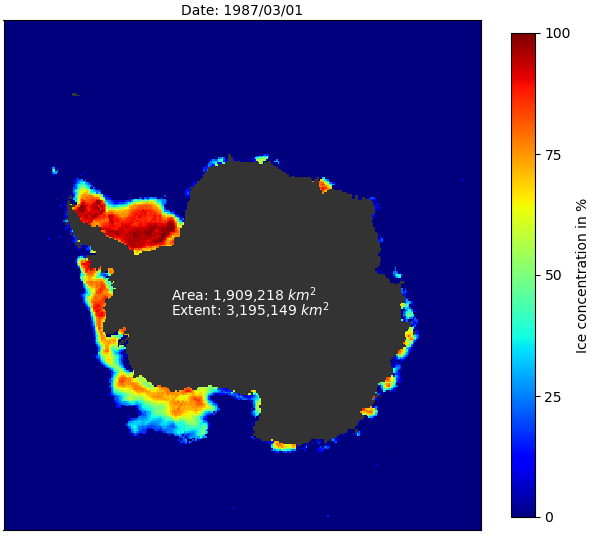 Date: 1987/03/01
100
75
50
25
0
Ice concentration in %
Area: 1,909,218 km²
Extent: 3,195,149 km²